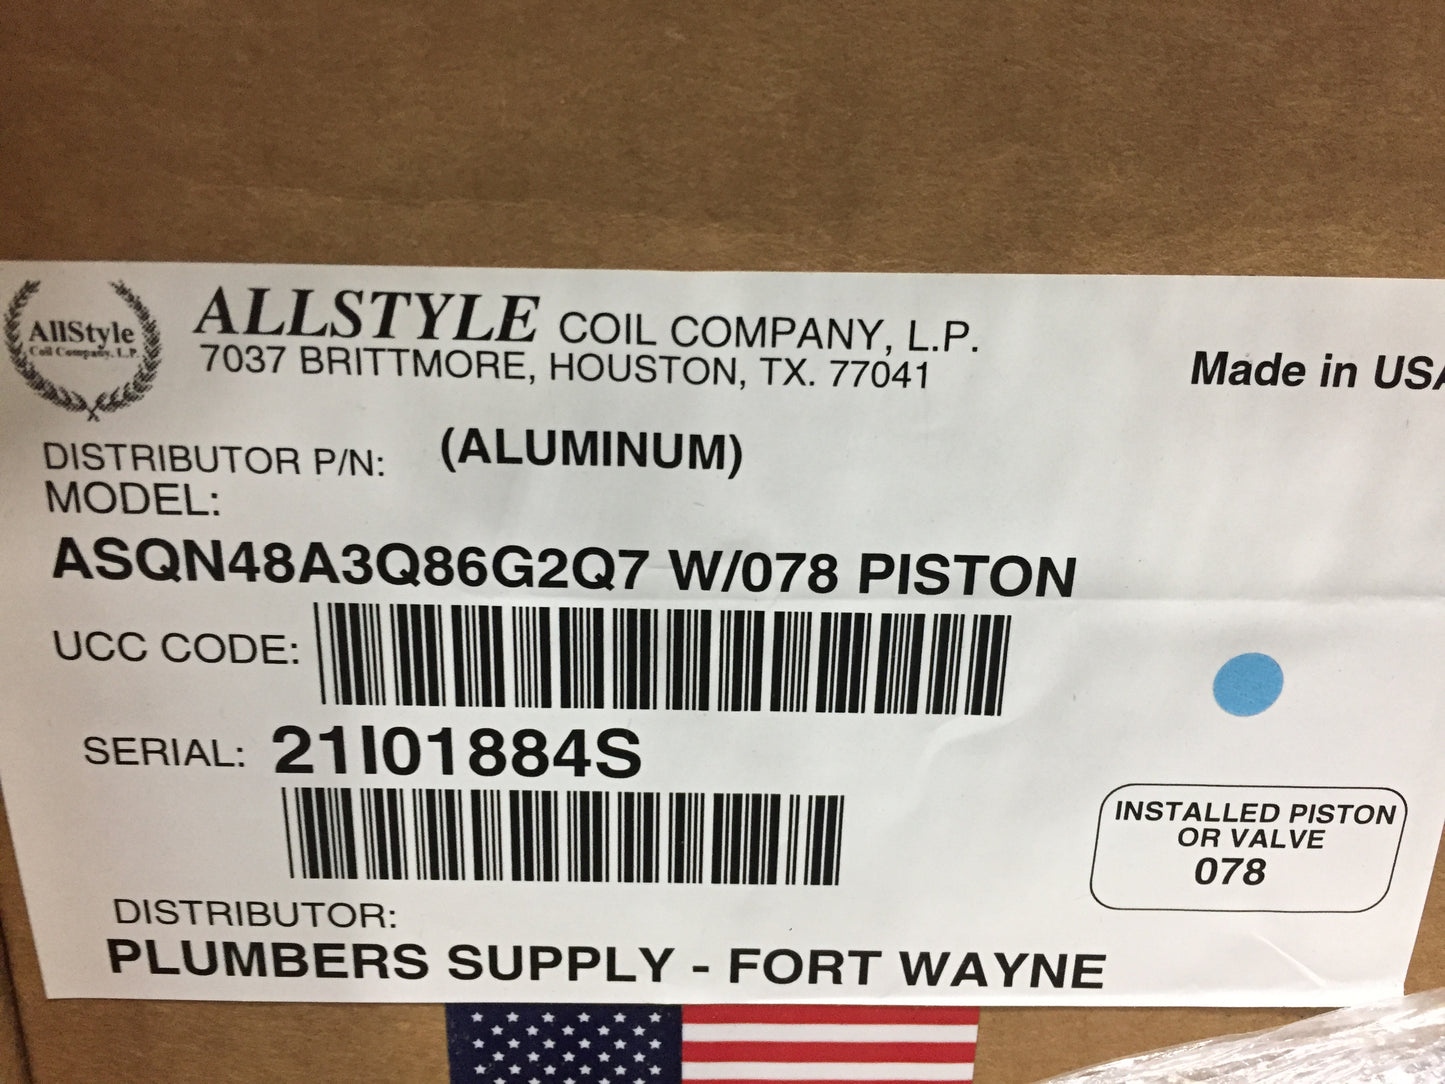 AllStyle
Coil Company, L.P.
ALLSTYLE COIL COMPANY, L.P.
7037 BRITTMORE, HOUSTON, TX. 77041
Made in USA
DISTRIBUTOR P/N: (ALUMINUM)
MODEL:
ASQN48A3Q86G2Q7 W/078 PISTON
UCC CODE:
SERIAL: 21I01884S
INSTALLED PISTON
OR VALVE
078
DISTRIBUTOR:
PLUMBERS SUPPLY - FORT WAYNE